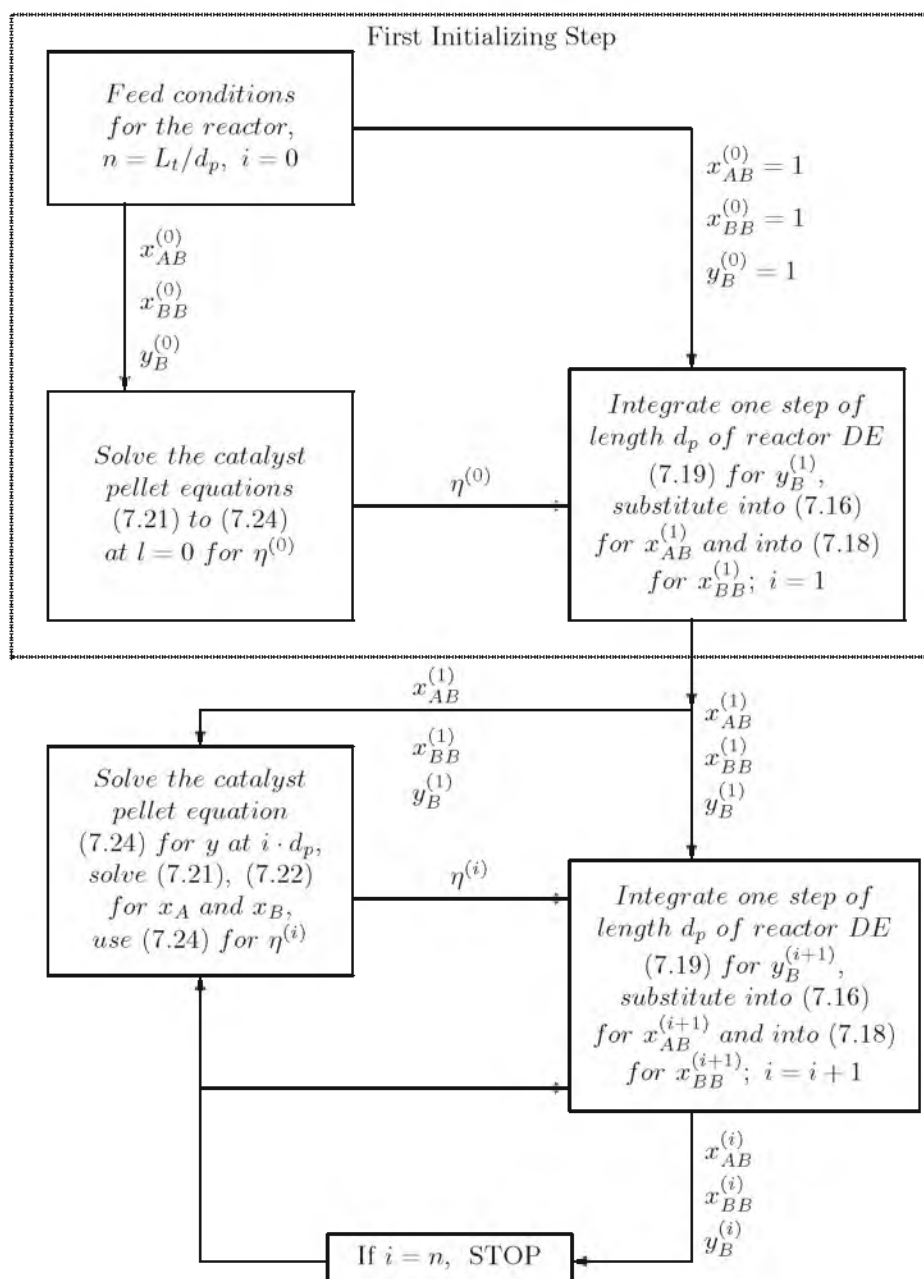 First Initializing Step
Feed conditions
for the reactor,
n = L_t/d_p, i = 0
x_{AB}^{(0)} = 1
x_{BB}^{(0)} = 1
y_B^{(0)} = 1
x_{AB}^{(0)}
x_{BB}^{(0)}
y_B^{(0)}
Solve the catalyst
pellet equations
(7.21) to (7.24)
at l = 0 for η^{(0)}
η^{(0)}
Integrate one step of
length d_p of reactor DE
(7.19) for y_B^{(1)},
substitute into (7.16)
for x_{AB}^{(1)} and into (7.18)
for x_{BB}^{(1)}; i = 1
x_{AB}^{(1)}
x_{BB}^{(1)}
y_B^{(1)}
x_{AB}^{(1)}
x_{BB}^{(1)}
y_B^{(1)}
Solve the catalyst
pellet equation
(7.24) for y at i · d_p,
solve (7.21), (7.22)
for x_A and x_B,
use (7.24) for η^{(i)}
η^{(i)}
Integrate one step of
length d_p of reactor DE
(7.19) for y_B^{(i+1)},
substitute into (7.16)
for x_{AB}^{(i+1)} and into (7.18)
for x_{BB}^{(i+1)}; i = i + 1
x_{AB}^{(i)}
x_{BB}^{(i)}
y_B^{(i)}
If i = n, STOP